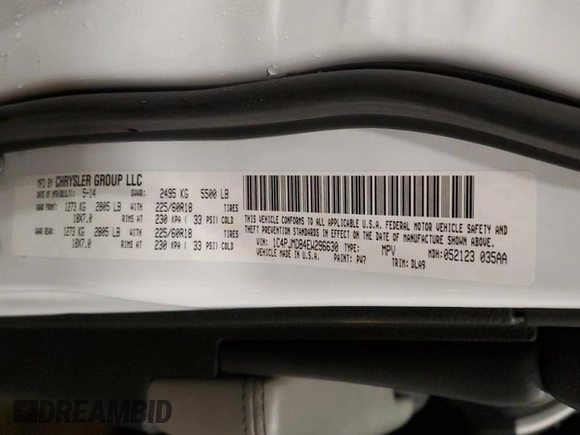 MFD BY CHRYSLER GROUP LLC
DATE OF MFR(BUILT): 5-14 GVWR: 2495 KG 5500 LB
GAWR FRONT: 1273 KG 2805 LB 225/60R18 TIRES
18X7.0 RIMS AT 230 KPA ( 33 PSI) COLD
GAWR REAR: 1273 KG 2805 LB 225/60R18 TIRES
18X7.0 RIMS AT 230 KPA ( 33 PSI) COLD
THIS VEHICLE CONFORMS TO ALL APPLICABLE U.S.A. FEDERAL MOTOR VEHICLE SAFETY AND
THEFT PREVENTION STANDARDS IN EFFECT ON THE DATE OF MANUFACTURE SHOWN ABOVE.
VIN: 1C4PJMDB4EW296630 TYPE: MPV MDH: 052123 035AA
VEHICLE MADE IN U.S.A. PAINT: PW7 TRIM: DLA9
DREAMBID